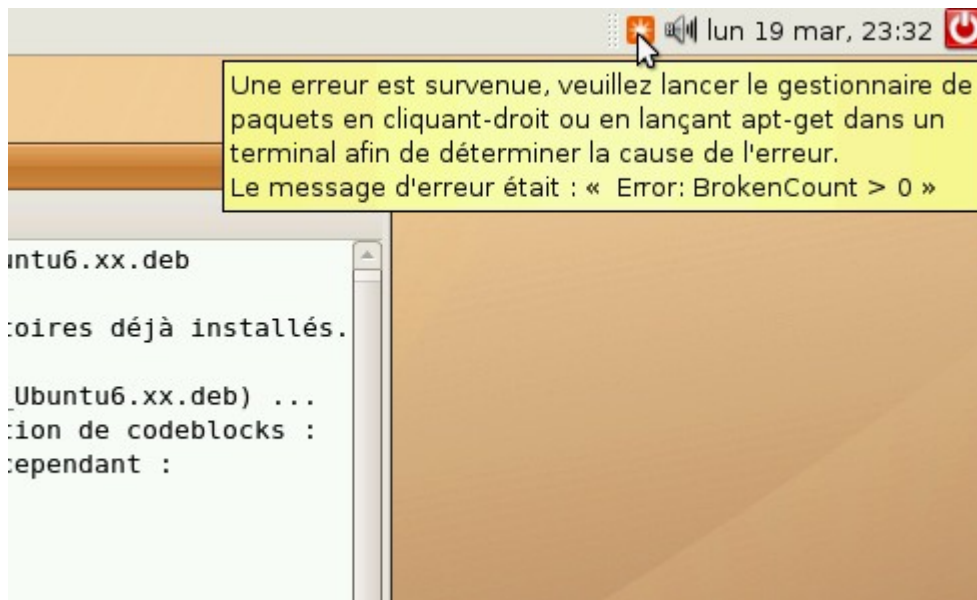 lun 19 mar, 23:32
Une erreur est survenue, veuillez lancer le gestionnaire de
paquets en cliquant-droit ou en lançant apt-get dans un
terminal afin de déterminer la cause de l'erreur.
Le message d'erreur était : «  Error: BrokenCount > 0 »
untu6.xx.deb
toires déjà installés.
_Ubuntu6.xx.deb) ...
tion de codeblocks :
cependant :